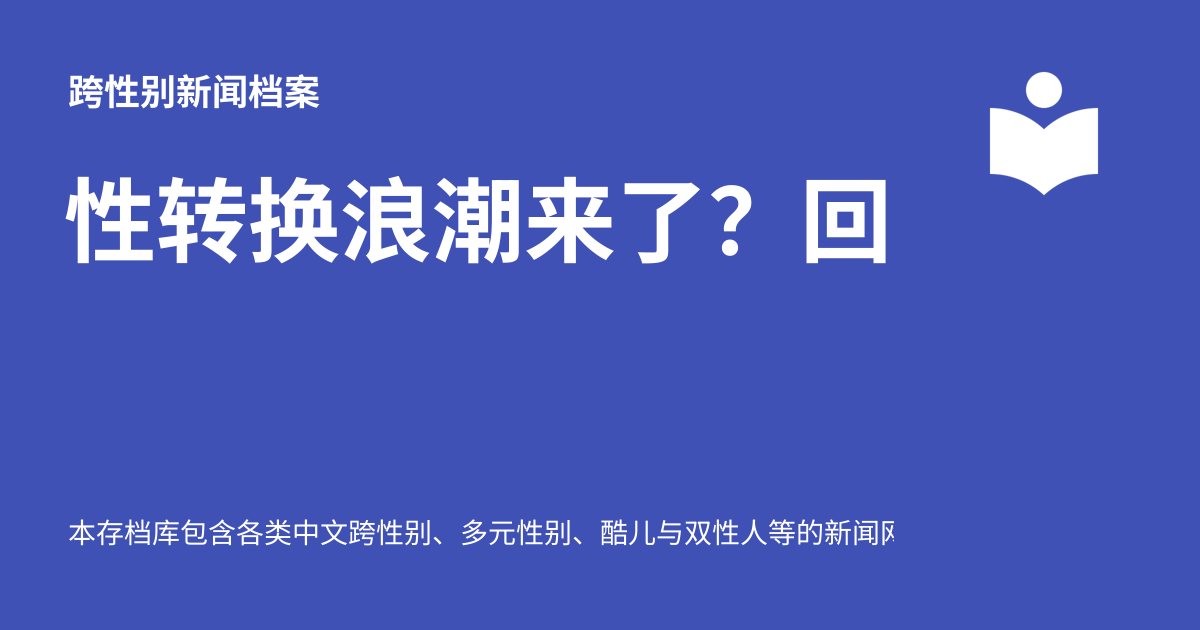 跨性别新闻档案
性转换浪潮来了？回
本存档库包含各类中文跨性别、多元性别、酷儿与双性人等的新闻